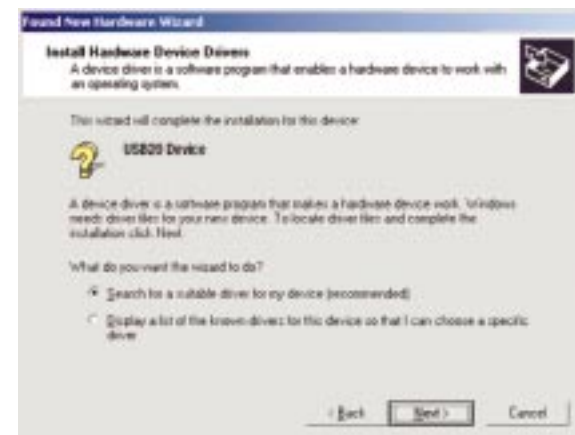 Found New Hardware Wizard
Install Hardware Device Drivers
A device driver is a software program that enables a hardware device to work with
an operating system.
This wizard will complete the installation for this device:
USB20 Device
A device driver is a software program that makes a hardware device work. Windows
needs driver files for your new device. To locate driver files and complete the
installation click Next.
What do you want the wizard to do?
Search for a suitable driver for my device (recommended)
Display a list of the known drivers for this device so that I can choose a specific
driver
< Back
Next >
Cancel